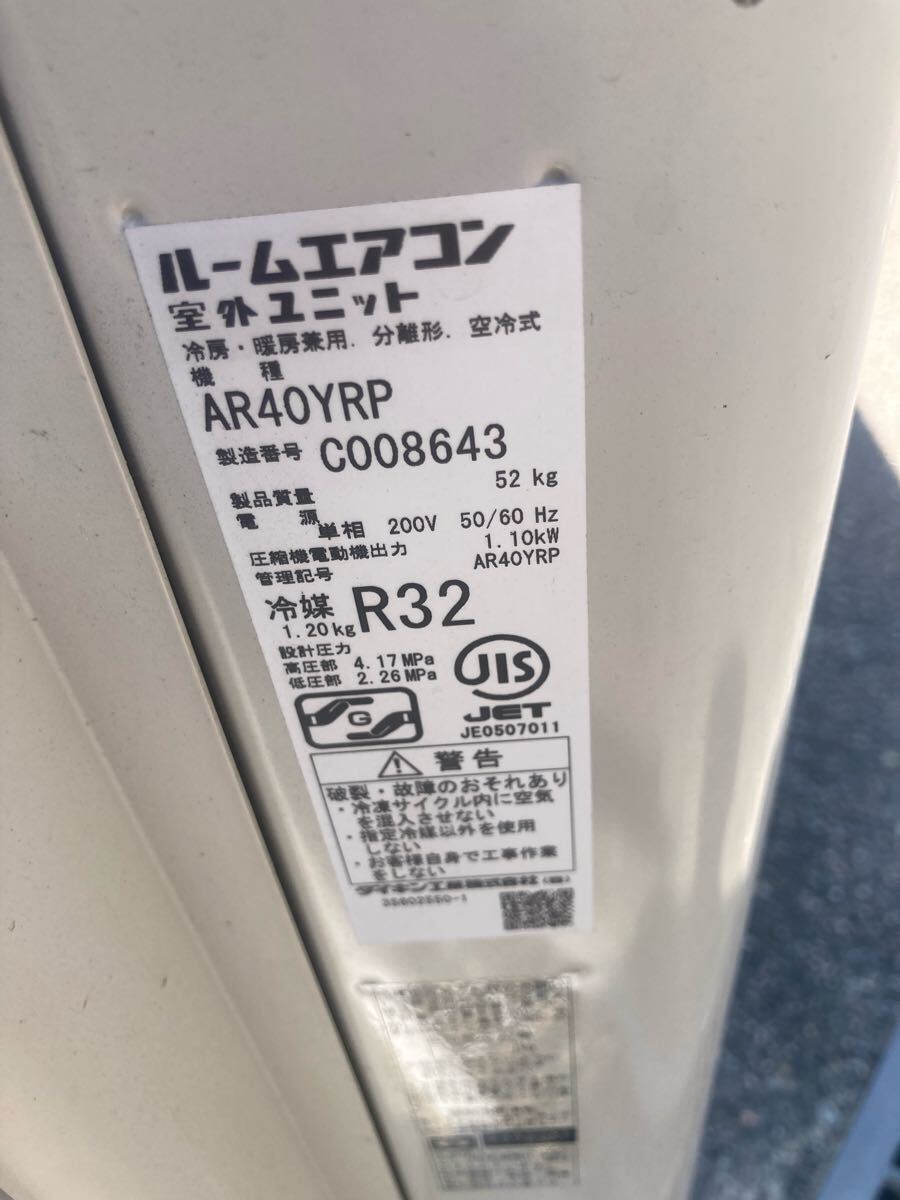 ルームエアコン
室外ユニット
冷房・暖房兼用. 分離形. 空冷式
機 種
AR40YRP
製造番号 C008643
製品質量 52 kg
電 源 単相 200V 50/60 Hz
圧縮機電動機出力 1.10kW
管理記号 AR40YRP
冷媒 R32
1.20kg
設計圧力
高圧部 4.17 MPa
低圧部 2.26 MPa
JIS
G
JET
JE0507011
警告
破裂・故障のおそれあり
・冷凍サイクル内に空気
を混入させない
・指定冷媒以外を使用
しない
・お客様自身で工事作業
をしない
ダイキン工業株式会社
3S602550-1